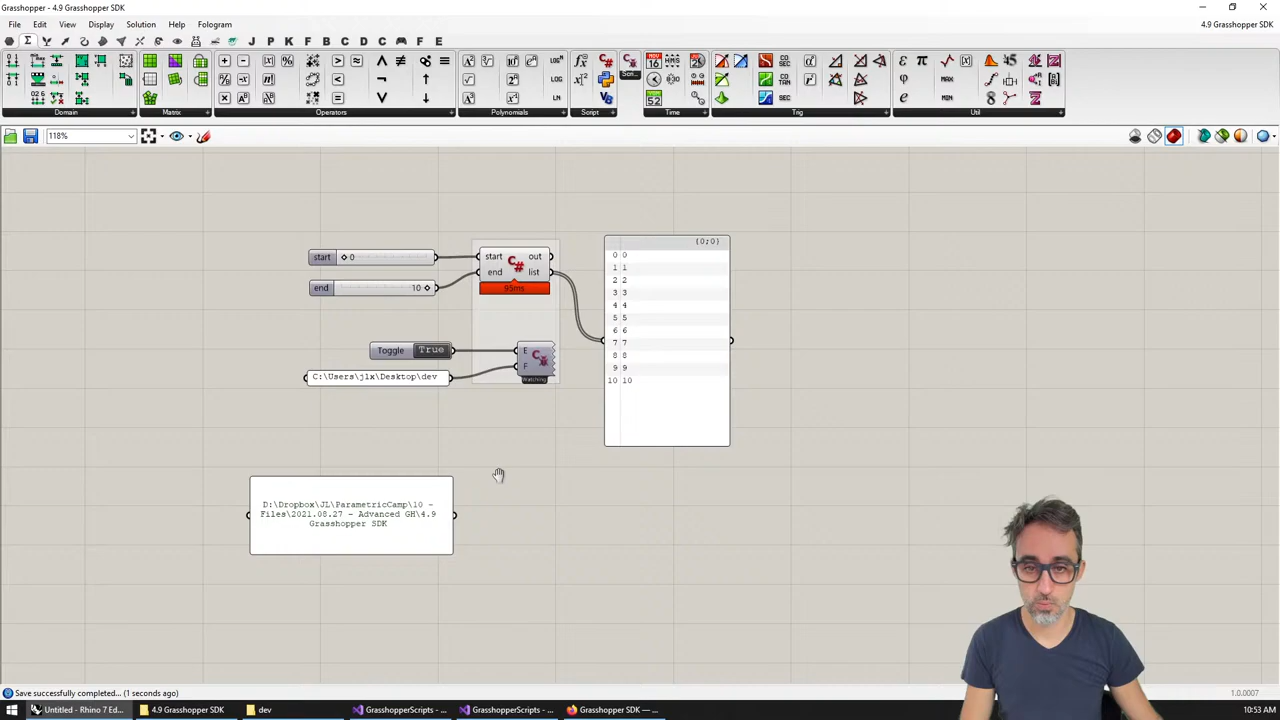 Grasshopper - 4.9 Grasshopper SDK
File Edit View Display Solution Help Fologram
4.9 Grasshopper SDK
J P K F B C D C F E
Domain
Matrix
Operators
Polynomials
Script
Time
Trig
Util
118%
start 0
end 10
start out
end list
95ms
Toggle True
C:\Users\jlx\Desktop\dev
E
F
Watching
{0;0}
0 0
1 1
2 2
3 3
4 4
5 5
6 6
7 7
8 8
9 9
10 10
D:\Dropbox\JL\ParametricCamp\10 -
Files\2021.08.27 - Advanced GH\4.9
Grasshopper SDK
Save successfully completed... (1 seconds ago)
1.0.0007
Untitled - Rhino 7 Ed...
4.9 Grasshopper SDK
dev
GrasshopperScripts - ...
GrasshopperScripts - ...
Grasshopper SDK — ...
10:53 AM